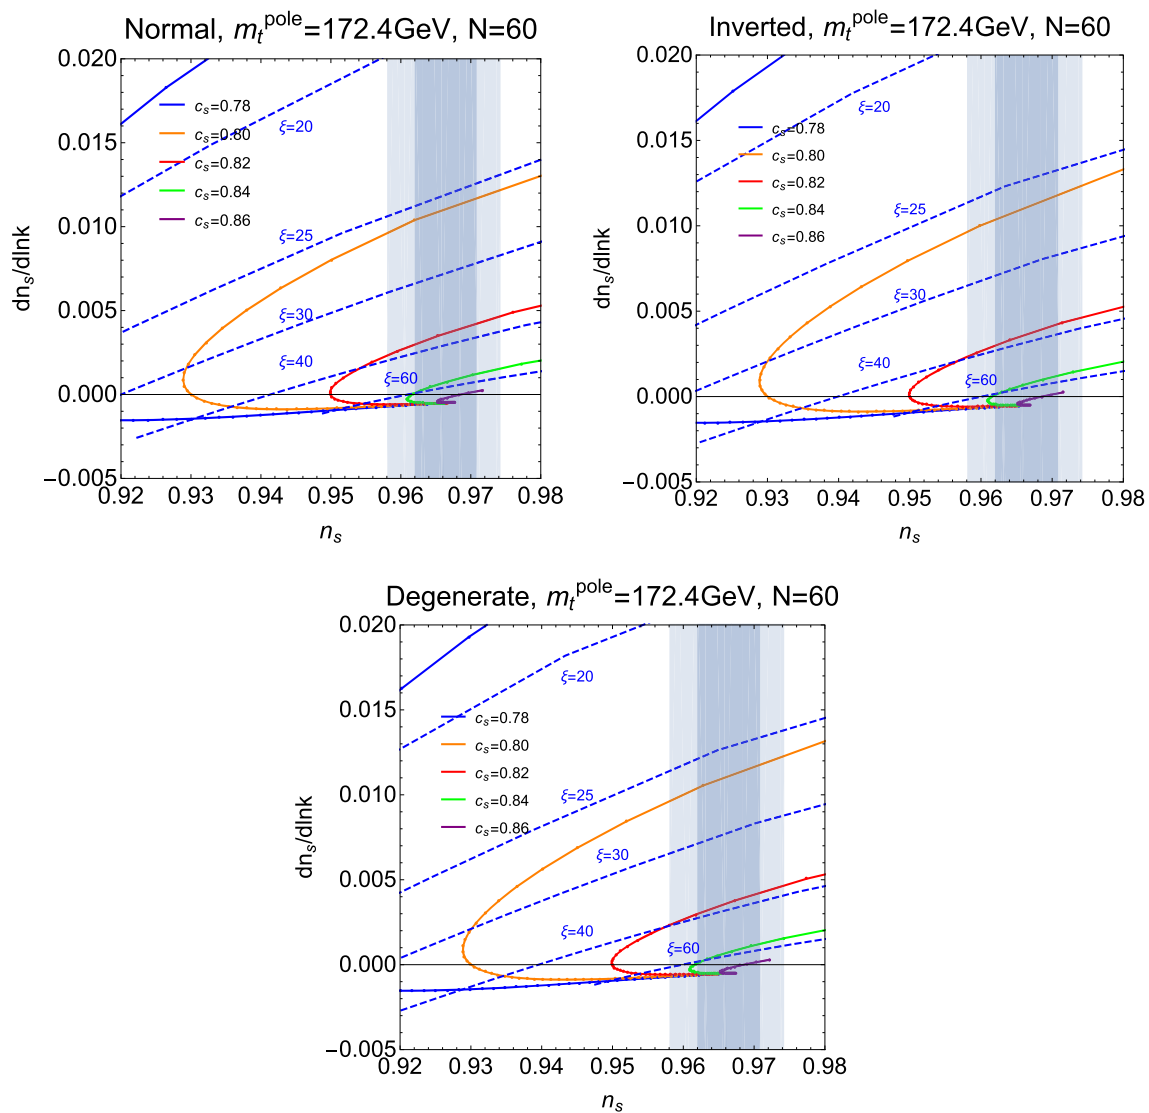 Normal, m_t^pole=172.4GeV, N=60
dn_s/dlnk
0.020
0.015
0.010
0.005
0.000
−0.005
c_s=0.78
c_s=0.80
c_s=0.82
c_s=0.84
c_s=0.86
ξ=20
ξ=25
ξ=30
ξ=40
ξ=60
0.92 0.93 0.94 0.95 0.96 0.97 0.98
n_s
Inverted, m_t^pole=172.4GeV, N=60
dn_s/dlnk
0.020
0.015
0.010
0.005
0.000
−0.005
c_s=0.78
c_s=0.80
c_s=0.82
c_s=0.84
c_s=0.86
ξ=20
ξ=25
ξ=30
ξ=40
ξ=60
0.92 0.93 0.94 0.95 0.96 0.97 0.98
n_s
Degenerate, m_t^pole=172.4GeV, N=60
dn_s/dlnk
0.020
0.015
0.010
0.005
0.000
−0.005
c_s=0.78
c_s=0.80
c_s=0.82
c_s=0.84
c_s=0.86
ξ=20
ξ=25
ξ=30
ξ=40
ξ=60
0.92 0.93 0.94 0.95 0.96 0.97 0.98
n_s